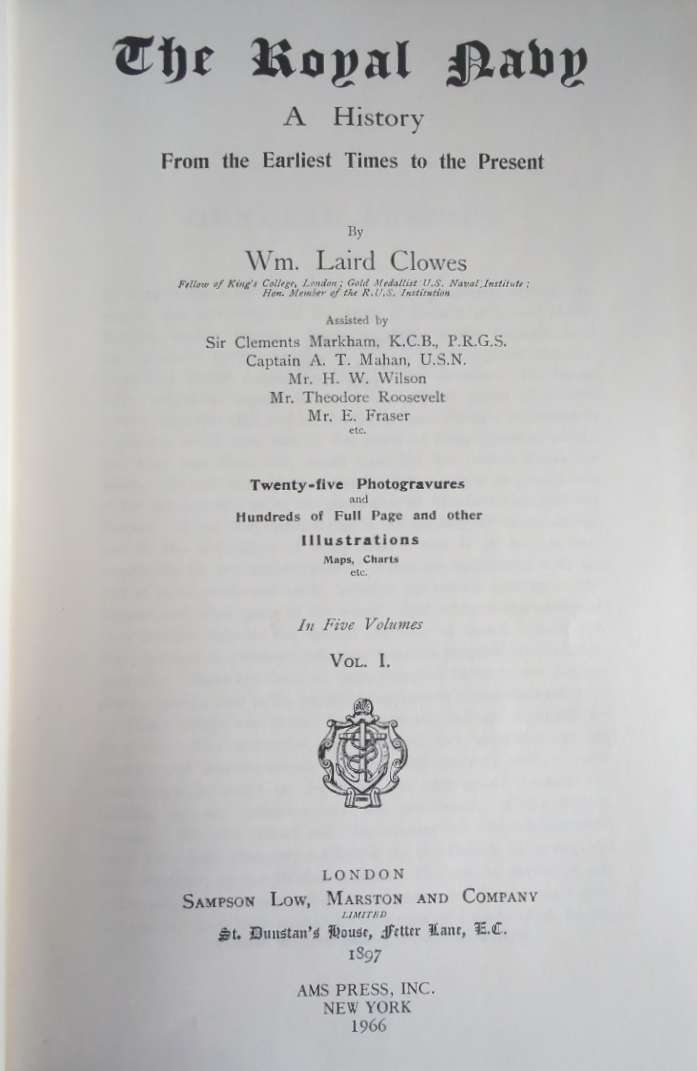 The Royal Navy
A History
From the Earliest Times to the Present
By
Wm. Laird Clowes
Fellow of King's College, London; Gold Medallist U.S. Naval Institute;
Hon. Member of the R.U.S. Institution
Assisted by
Sir Clements Markham, K.C.B., P.R.G.S.
Captain A. T. Mahan, U.S.N.
Mr. H. W. Wilson
Mr. Theodore Roosevelt
Mr. E. Fraser
etc.
Twenty-five Photogravures
and
Hundreds of Full Page and other
Illustrations
Maps, Charts
etc.
In Five Volumes
Vol. I.
LONDON
Sampson Low, Marston and Company
LIMITED
St. Dunstan's House, Fetter Lane, E.C.
1897
AMS PRESS, INC.
NEW YORK
1966